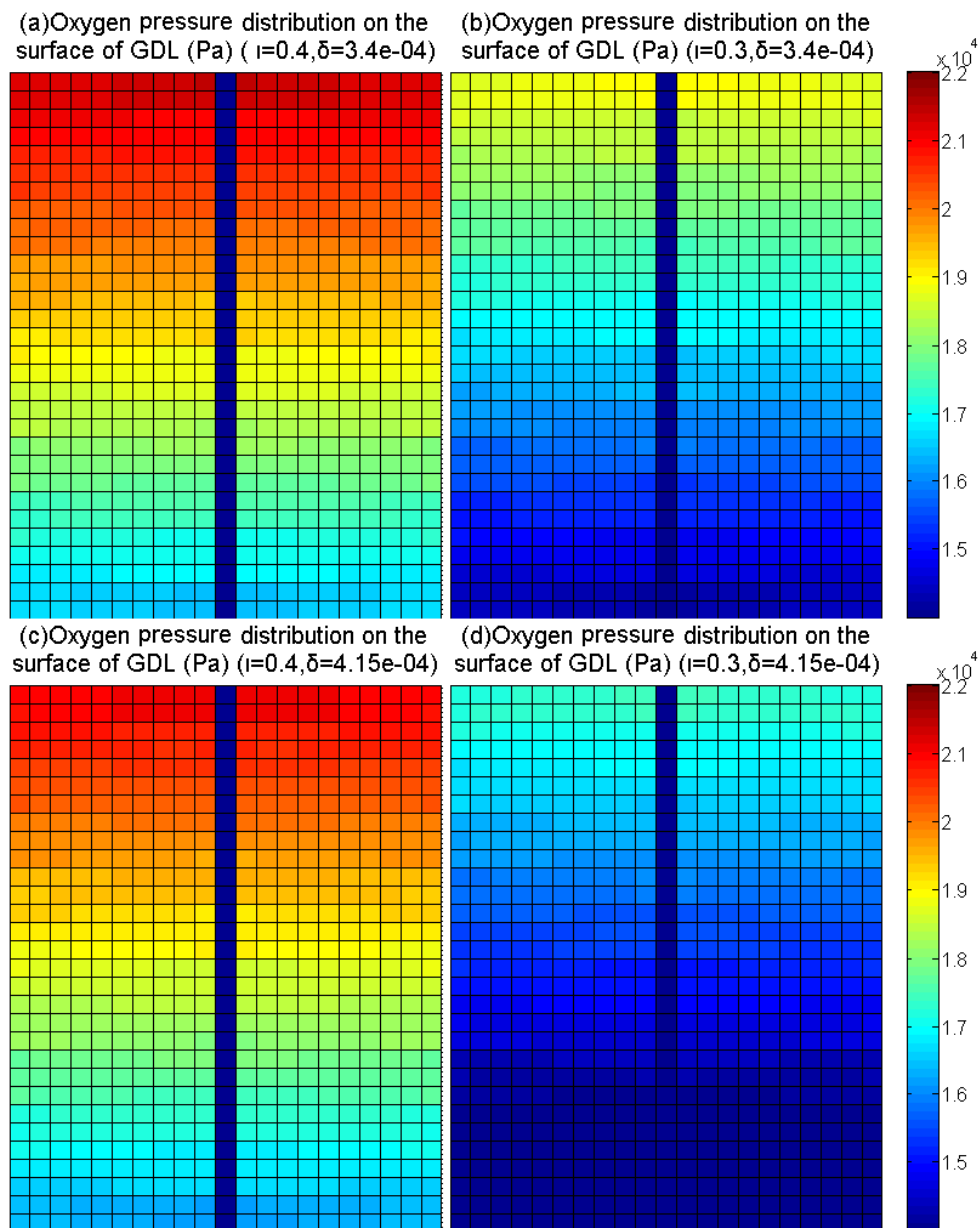 (a)Oxygen pressure distribution on the
surface of GDL (Pa) ( ı=0.4,δ=3.4e-04)
(b)Oxygen pressure distribution on the
surface of GDL (Pa) (ı=0.3,δ=3.4e-04)
x 10^4
2.2
2.1
2
1.9
1.8
1.7
1.6
1.5
(c)Oxygen pressure distribution on the
surface of GDL (Pa) (ı=0.4,δ=4.15e-04)
(d)Oxygen pressure distribution on the
surface of GDL (Pa) (ı=0.3,δ=4.15e-04)
x 10^4
2.2
2.1
2
1.9
1.8
1.7
1.6
1.5